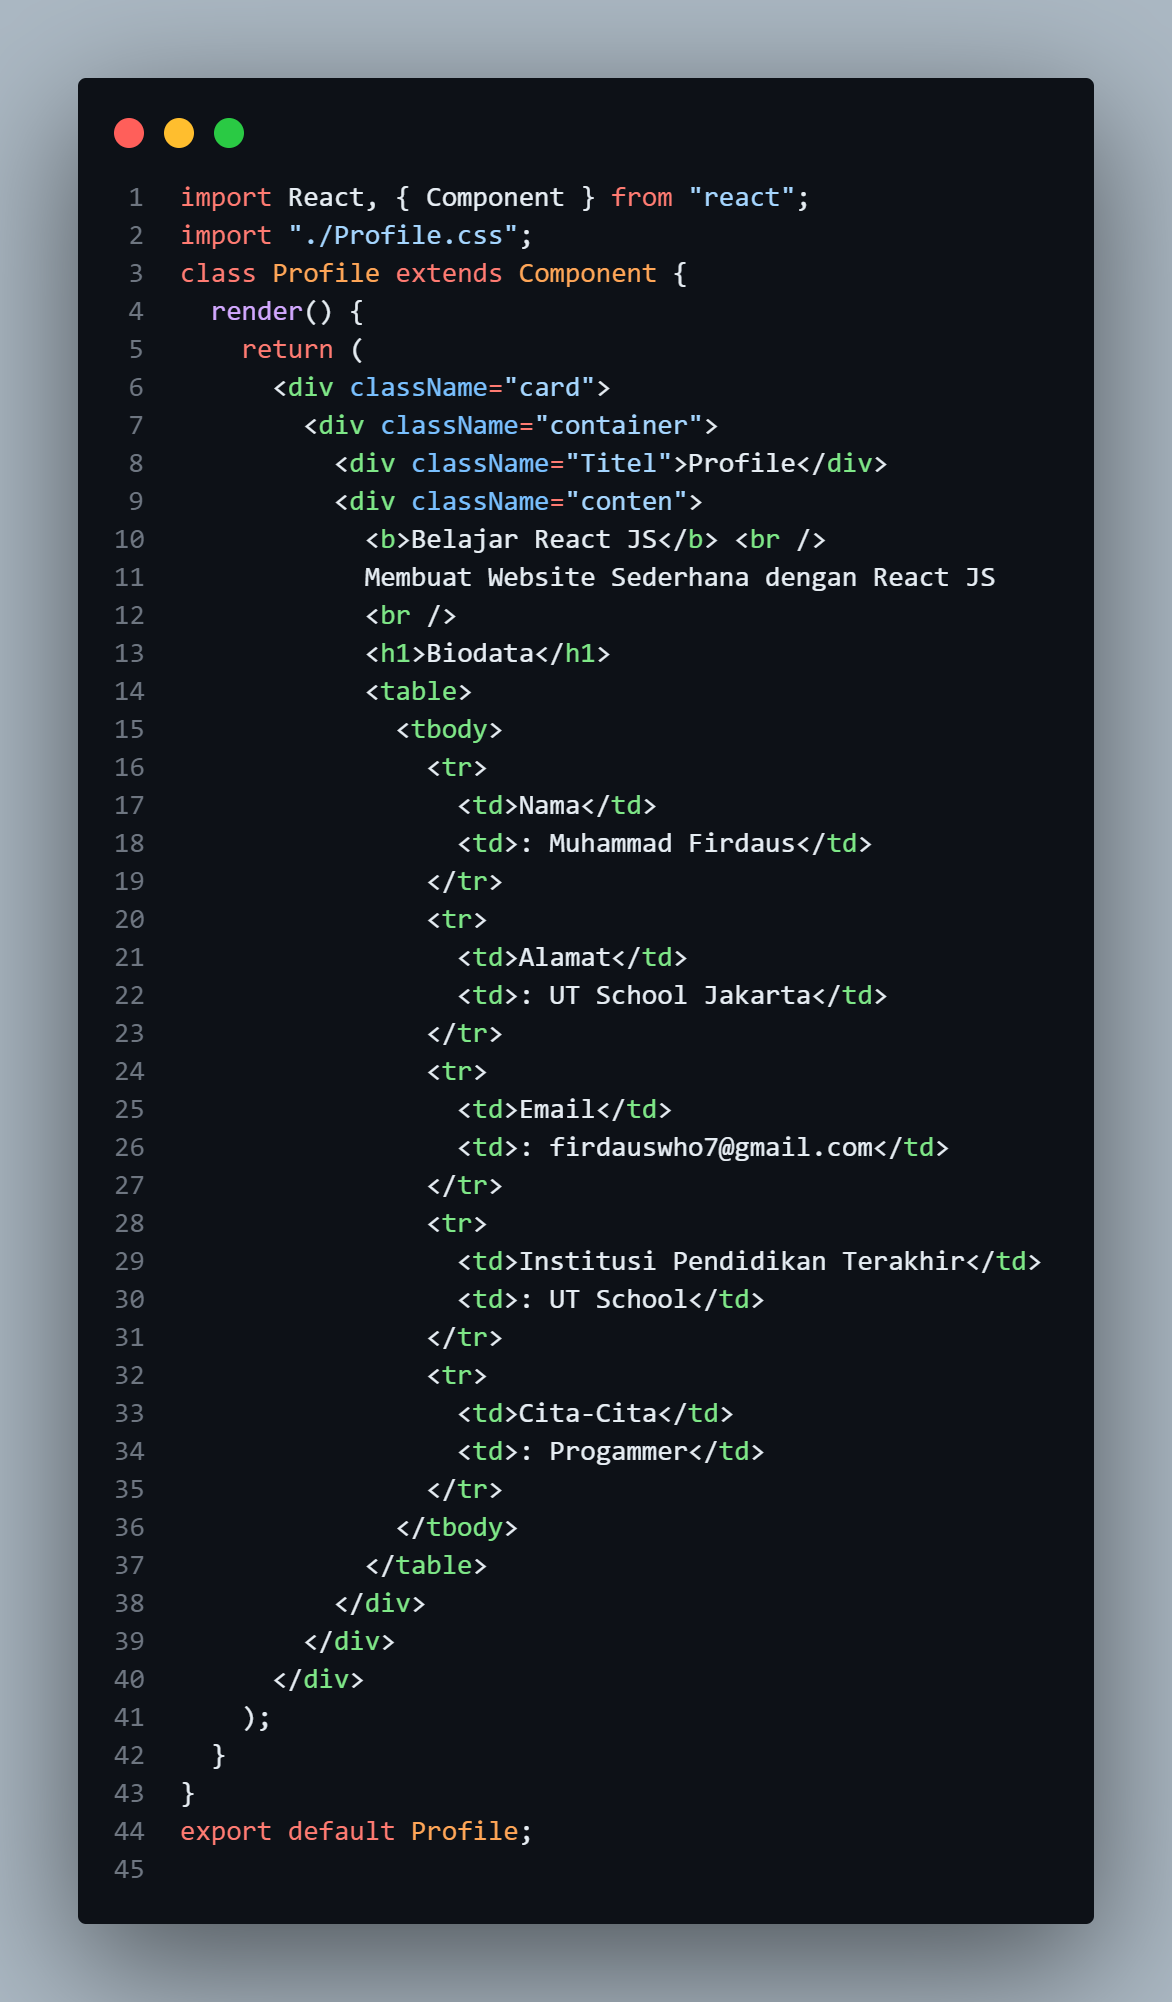 1 import React, { Component } from "react";
2 import "./Profile.css";
3 class Profile extends Component {
4   render() {
5     return (
6       <div className="card">
7         <div className="container">
8           <div className="Titel">Profile</div>
9           <div className="conten">
10             <b>Belajar React JS</b> <br />
11             Membuat Website Sederhana dengan React JS
12             <br />
13             <h1>Biodata</h1>
14             <table>
15               <tbody>
16                 <tr>
17                   <td>Nama</td>
18                   <td>: Muhammad Firdaus</td>
19                 </tr>
20                 <tr>
21                   <td>Alamat</td>
22                   <td>: UT School Jakarta</td>
23                 </tr>
24                 <tr>
25                   <td>Email</td>
26                   <td>: firdauswho7@gmail.com</td>
27                 </tr>
28                 <tr>
29                   <td>Institusi Pendidikan Terakhir</td>
30                   <td>: UT School</td>
31                 </tr>
32                 <tr>
33                   <td>Cita-Cita</td>
34                   <td>: Progammer</td>
35                 </tr>
36               </tbody>
37             </table>
38           </div>
39         </div>
40       </div>
41     );
42   }
43 }
44 export default Profile;
45